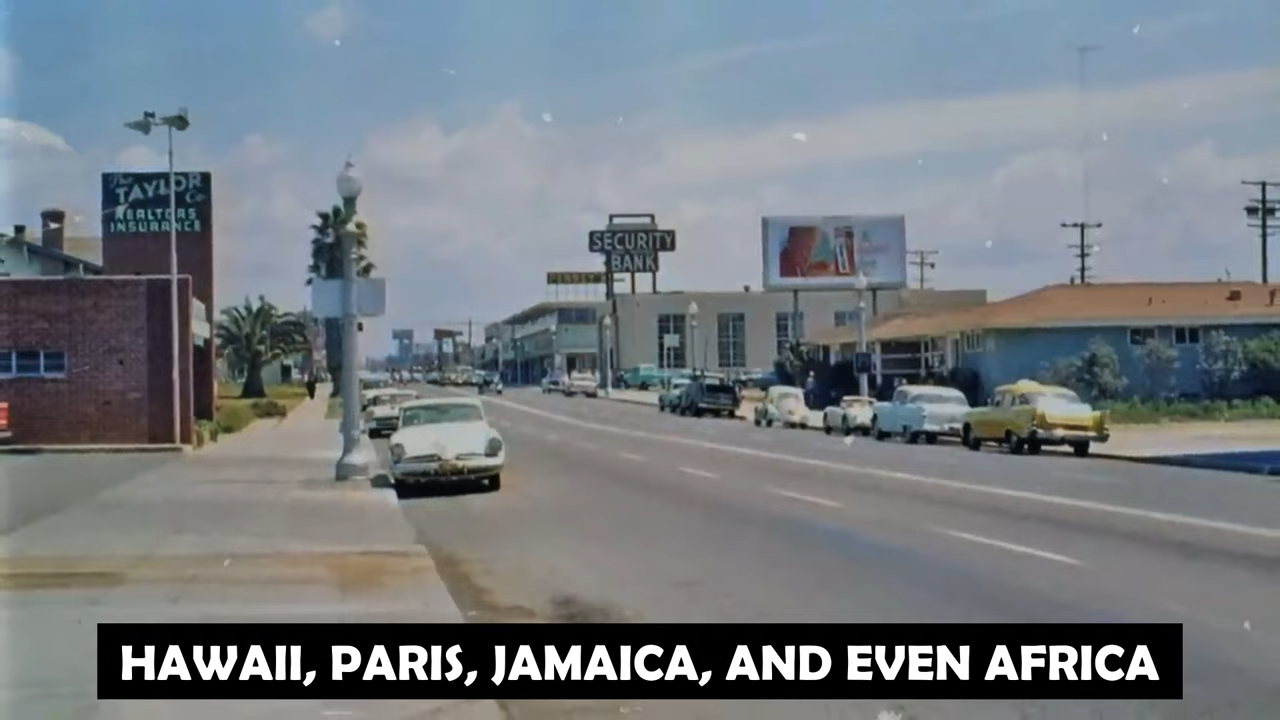 The
TAYLOR
Co
REALTORS
INSURANCE
SECURITY
BANK
HAWAII, PARIS, JAMAICA, AND EVEN AFRICA